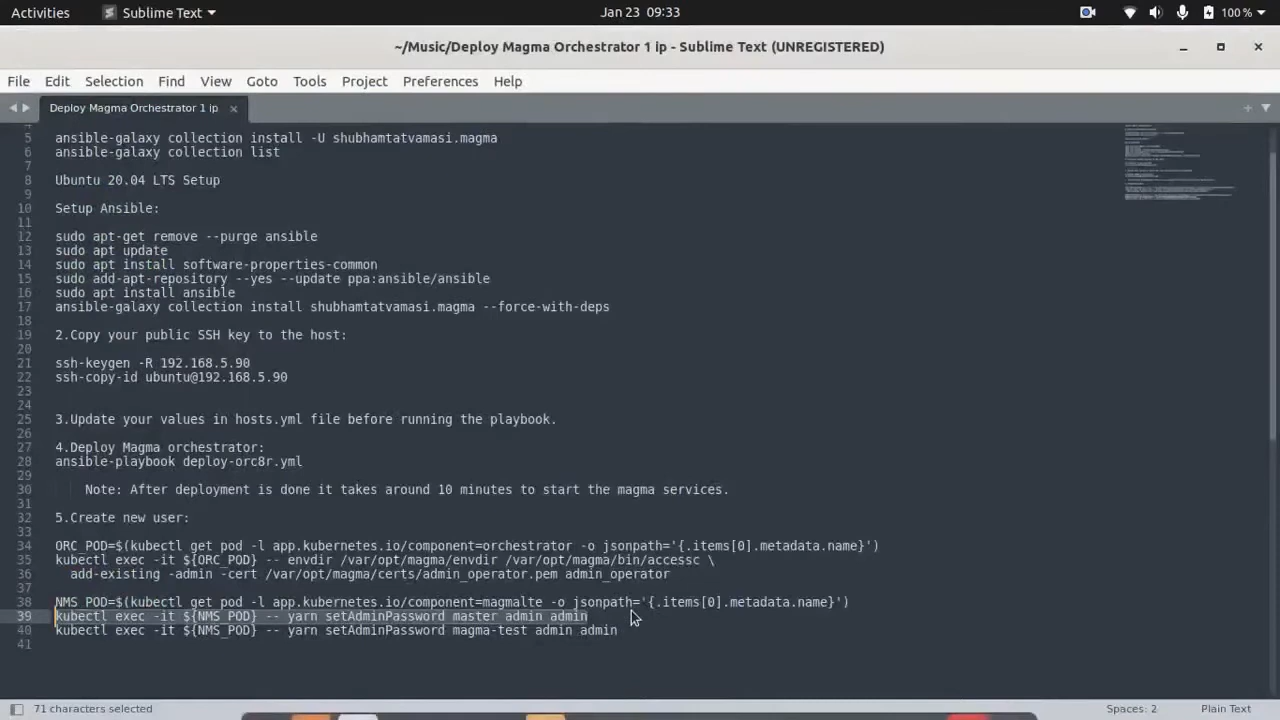 Activities
Sublime Text
Jan 23 09:33
100 %
~/Music/Deploy Magma Orchestrator 1 ip - Sublime Text (UNREGISTERED)
File Edit Selection Find View Goto Tools Project Preferences Help
Deploy Magma Orchestrator 1 ip
5 ansible-galaxy collection install -U shubhamtatvamasi.magma
6 ansible-galaxy collection list
7
8 Ubuntu 20.04 LTS Setup
9
10 Setup Ansible:
11
12 sudo apt-get remove --purge ansible
13 sudo apt update
14 sudo apt install software-properties-common
15 sudo add-apt-repository --yes --update ppa:ansible/ansible
16 sudo apt install ansible
17 ansible-galaxy collection install shubhamtatvamasi.magma --force-with-deps
18
19 2.Copy your public SSH key to the host:
20
21 ssh-keygen -R 192.168.5.90
22 ssh-copy-id ubuntu@192.168.5.90
23
24
25 3.Update your values in hosts.yml file before running the playbook.
26
27 4.Deploy Magma orchestrator:
28 ansible-playbook deploy-orc8r.yml
29
30 Note: After deployment is done it takes around 10 minutes to start the magma services.
31
32 5.Create new user:
33
34 ORC_POD=$(kubectl get pod -l app.kubernetes.io/component=orchestrator -o jsonpath='{.items[0].metadata.name}')
35 kubectl exec -it ${ORC_POD} -- envdir /var/opt/magma/envdir /var/opt/magma/bin/accessc \
36 add-existing -admin -cert /var/opt/magma/certs/admin_operator.pem admin_operator
37
38 NMS_POD=$(kubectl get pod -l app.kubernetes.io/component=magmalte -o jsonpath='{.items[0].metadata.name}')
39 kubectl exec -it ${NMS_POD} -- yarn setAdminPassword master admin admin
40 kubectl exec -it ${NMS_POD} -- yarn setAdminPassword magma-test admin admin
41
71 characters selected
Spaces: 2
Plain Text